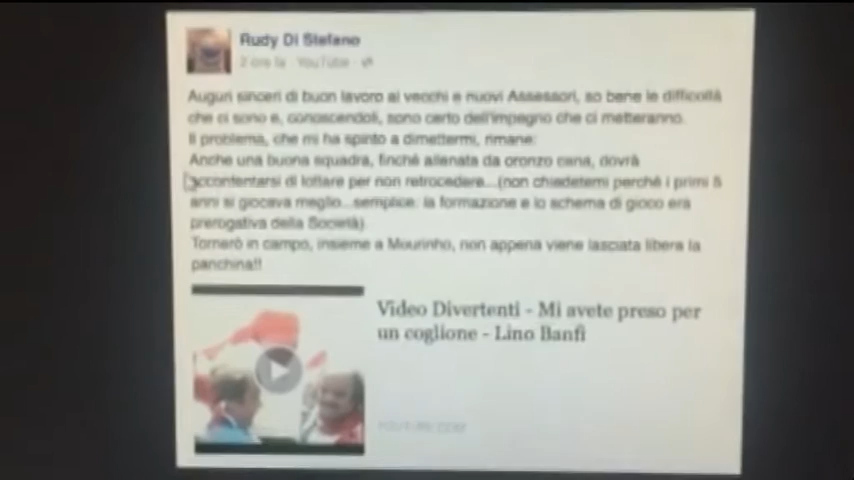 Rudy Di Stefano
2 ore fa · YouTube ·
Auguri sinceri di buon lavoro ai vecchi e nuovi Assessori, so bene le difficoltà
che ci sono e, conoscendoli, sono certo dell'impegno che ci metteranno.
Il problema, che mi ha spinto a dimettermi, rimane:
Anche una buona squadra, finchè allenata da oronzo cana, dovrà
accontentarsi di lottare per non retrocedere...(non chiedetemi perchè i primi 5
anni si giocava meglio...semplice: la formazione e lo schema di gioco era
prerogativa della Società)
Tornerò in campo, insieme a Mourinho, non appena viene lasciata libera la
panchina!!
Video Divertenti - Mi avete preso per
un coglione - Lino Banfi
YOUTUBE.COM